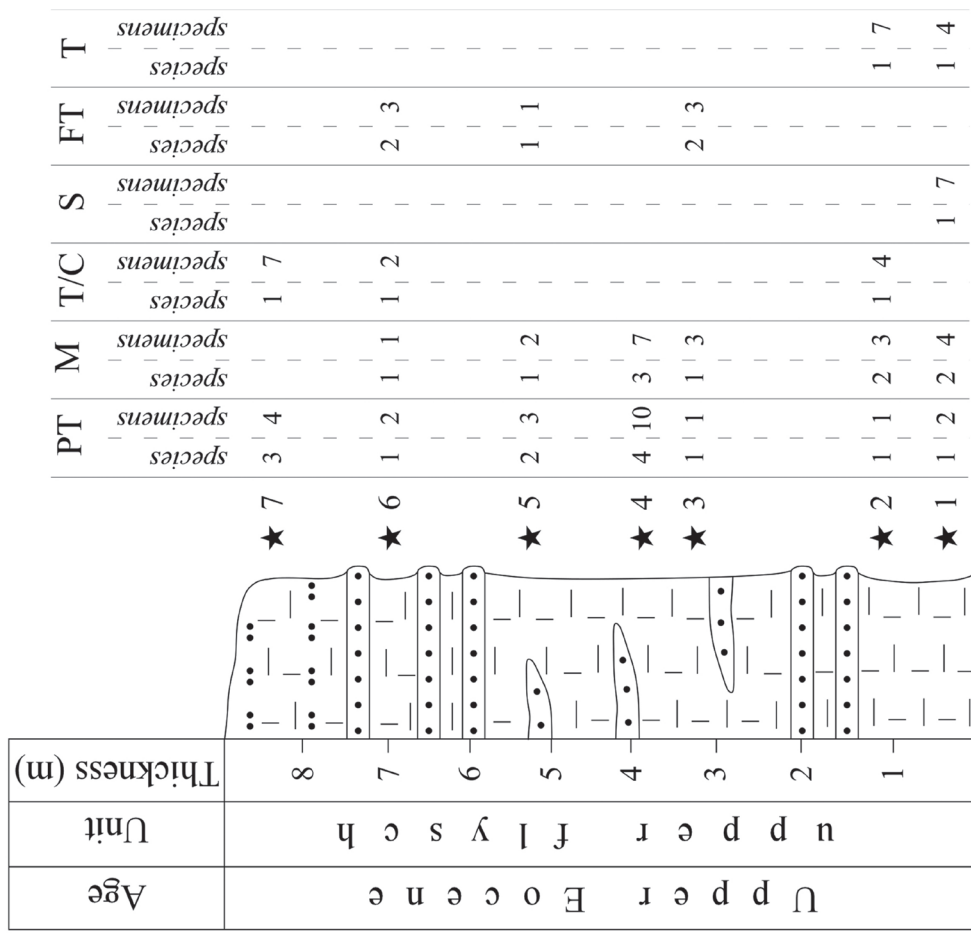 T
specimens
species
FT
specimens
species
S
specimens
species
T/C
specimens
species
M
specimens
species
PT
specimens
species
1 7
1 4
2 3
1 1
2 3
1 7
1 7
1 2
1 4
1 1
1 2
3 7
1 3
2 3
2 4
3 4
1 2
2 3
4 10
1 1
1 1
1 2
★ 7
★ 6
★ 5
★ 4
★ 3
★ 2
★ 1
Thickness (m)
8
7
6
5
4
3
2
1
Unit
upper flysch
Age
Upper Eocene